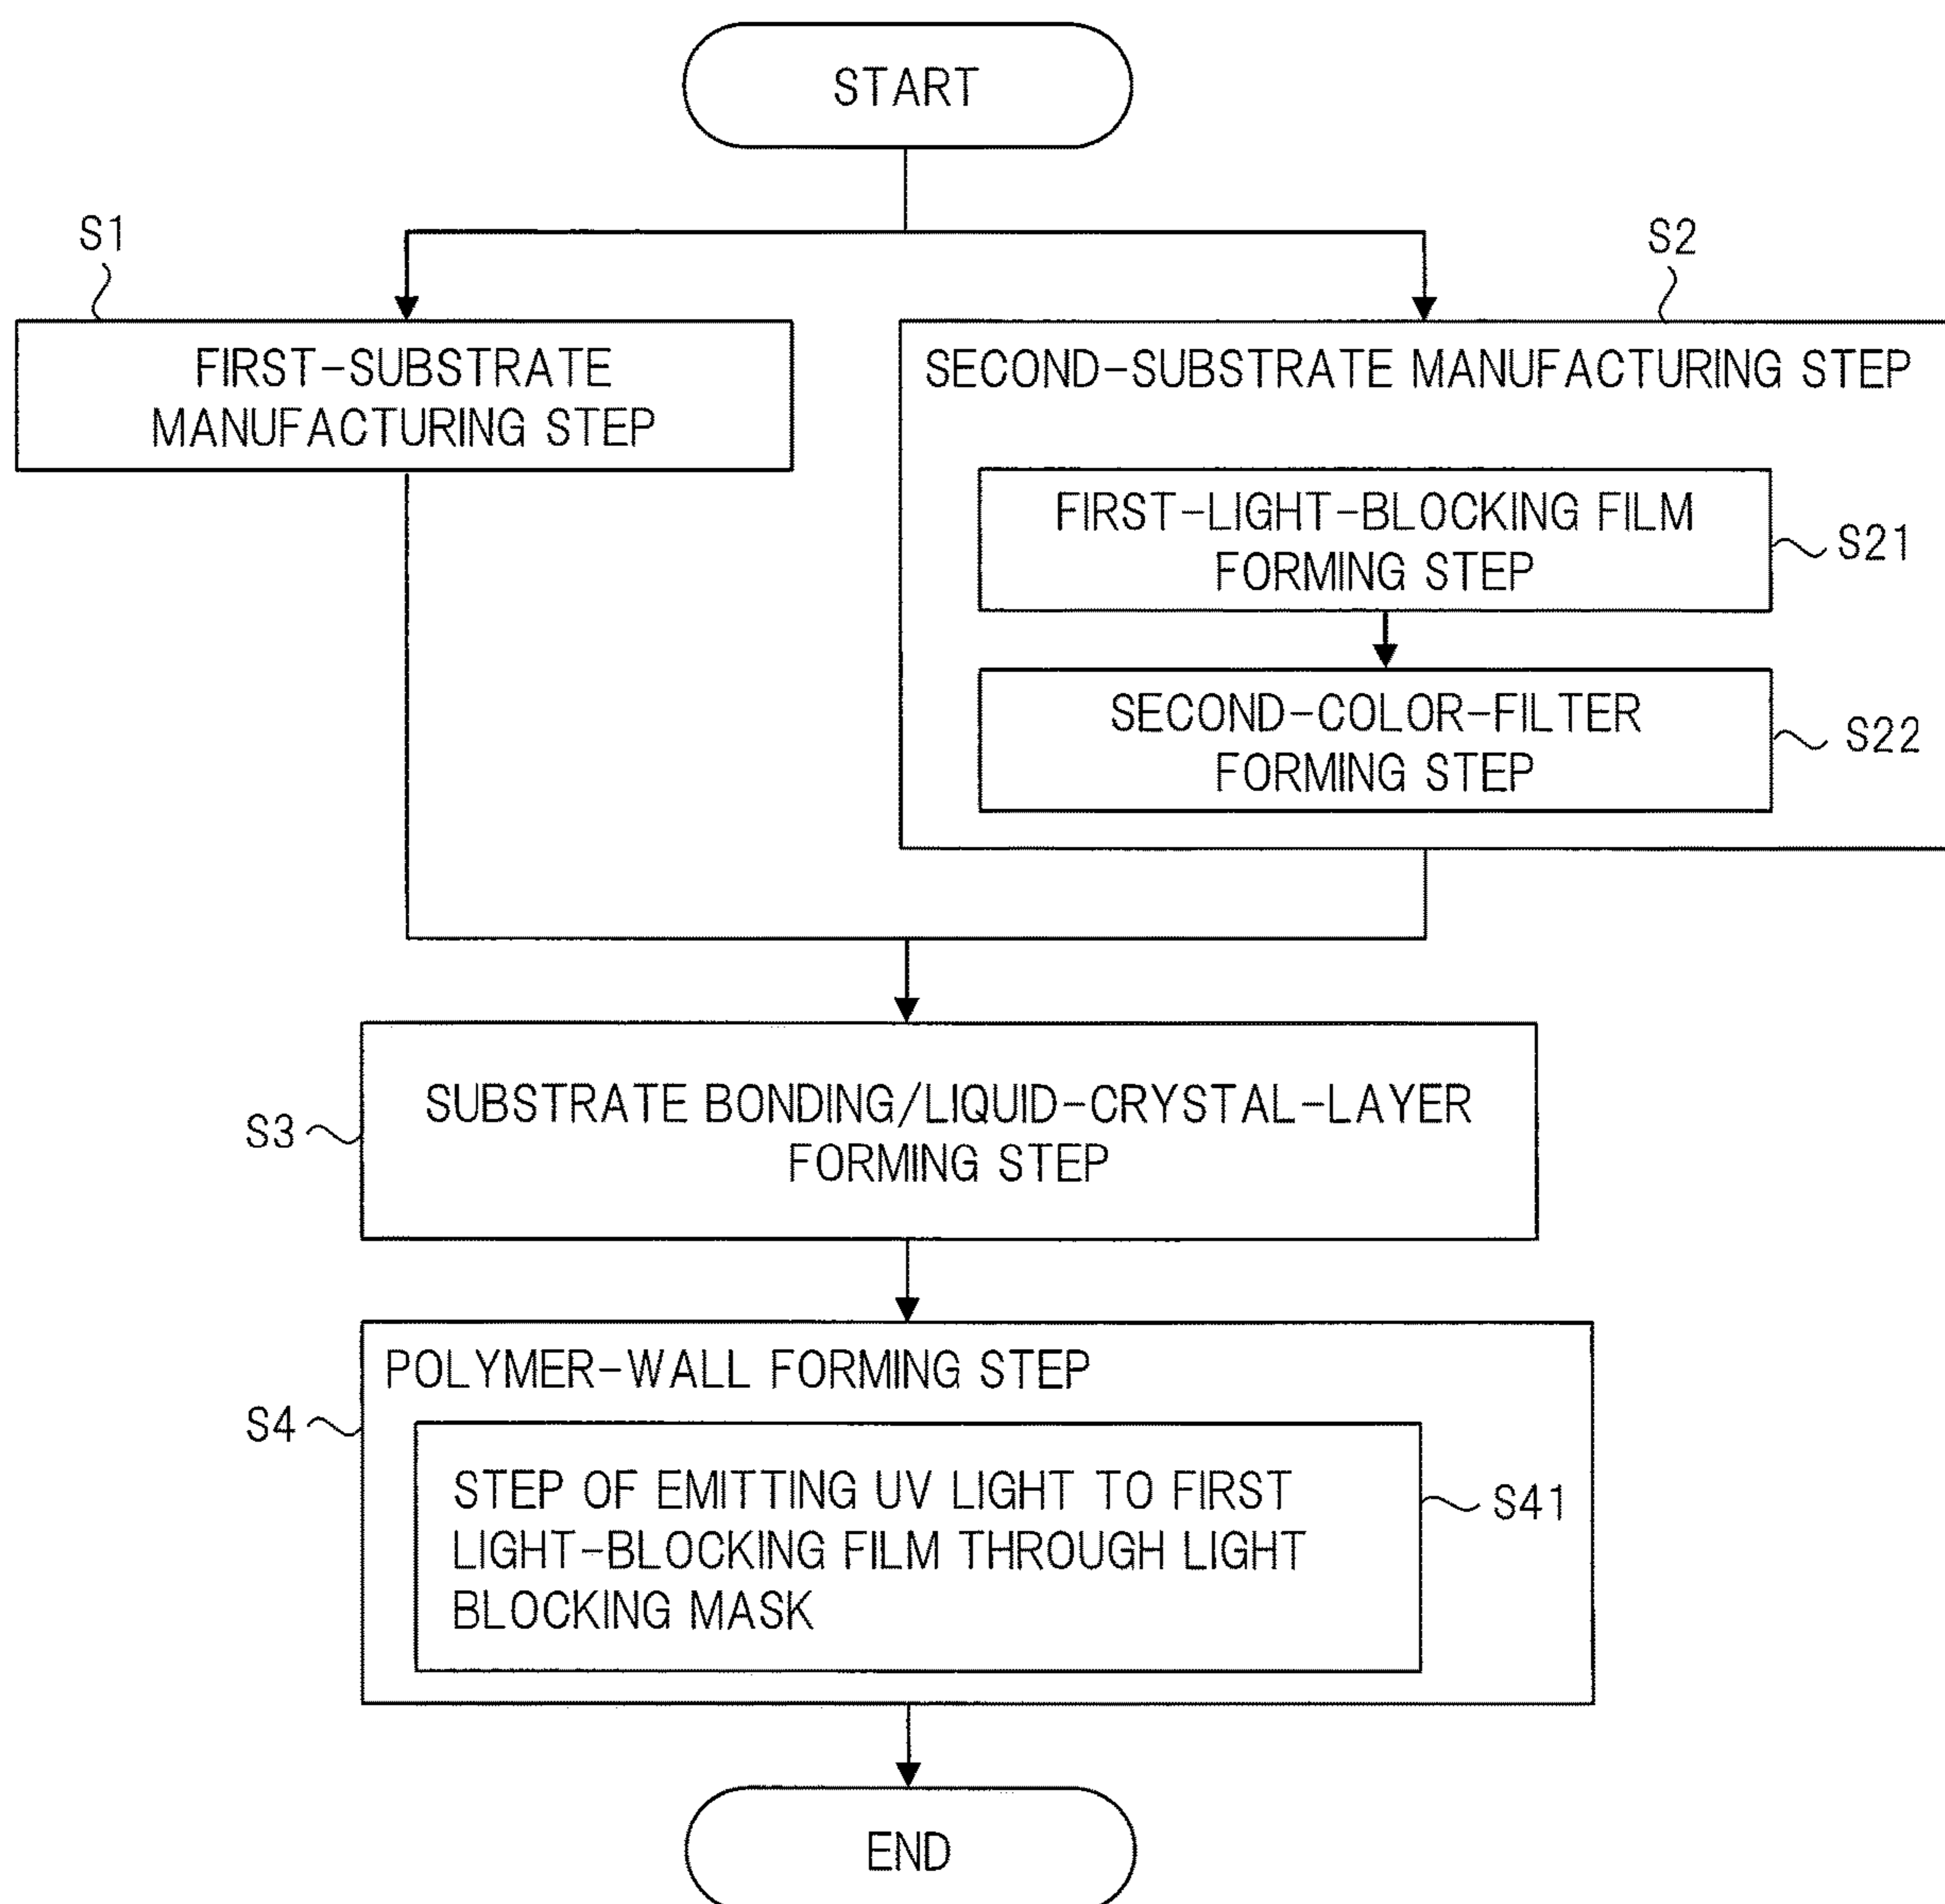 START
S1
FIRST-SUBSTRATE
MANUFACTURING STEP
S2
SECOND-SUBSTRATE MANUFACTURING STEP
FIRST-LIGHT-BLOCKING FILM
FORMING STEP
S21
SECOND-COLOR-FILTER
FORMING STEP
S22
S3
SUBSTRATE BONDING/LIQUID-CRYSTAL-LAYER
FORMING STEP
S4
POLYMER-WALL FORMING STEP
STEP OF EMITTING UV LIGHT TO FIRST
LIGHT-BLOCKING FILM THROUGH LIGHT
BLOCKING MASK
S41
END